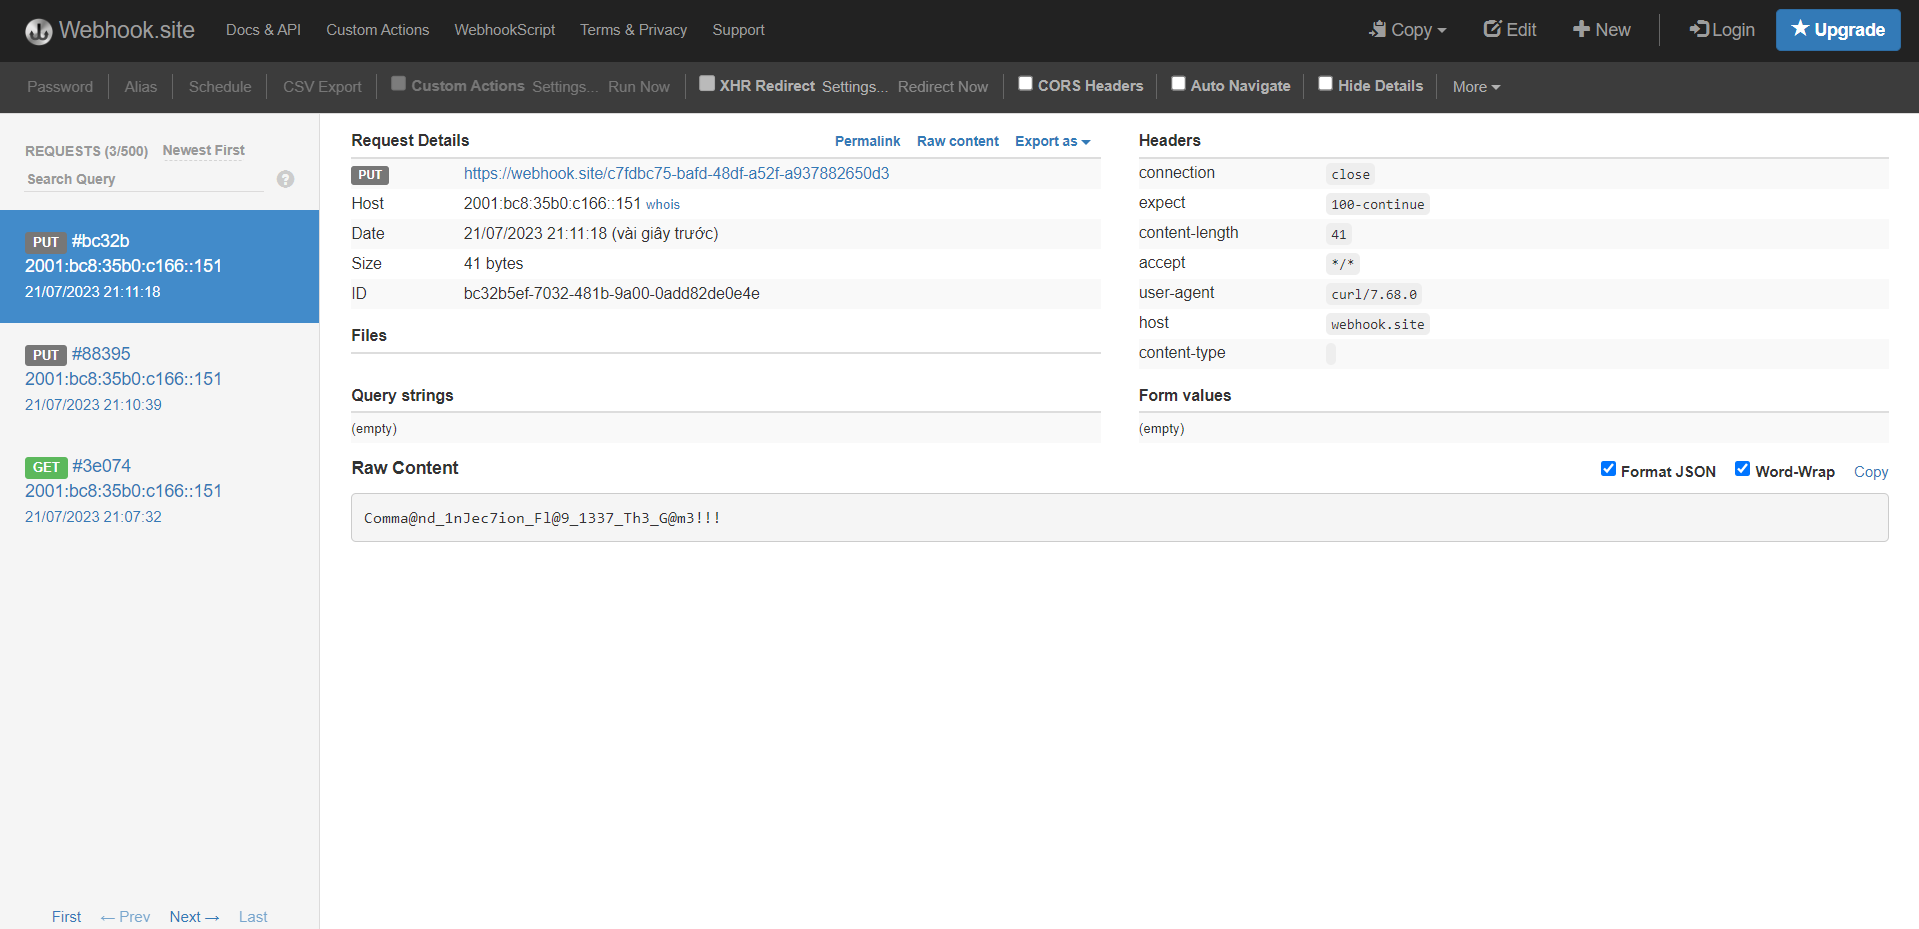 Webhook.site Docs & API Custom Actions WebhookScript Terms & Privacy Support Copy Edit New Login Upgrade
Password Alias Schedule CSV Export Custom Actions Settings... Run Now XHR Redirect Settings... Redirect Now CORS Headers Auto Navigate Hide Details More
REQUESTS (3/500) Newest First
Search Query ?
PUT #bc32b
2001:bc8:35b0:c166::151
21/07/2023 21:11:18
PUT #88395
2001:bc8:35b0:c166::151
21/07/2023 21:10:39
GET #3e074
2001:bc8:35b0:c166::151
21/07/2023 21:07:32
First ← Prev Next → Last
Request Details Permalink Raw content Export as
PUT https://webhook.site/c7fdbc75-bafd-48df-a52f-a937882650d3
Host 2001:bc8:35b0:c166::151 whois
Date 21/07/2023 21:11:18 (vài giây trước)
Size 41 bytes
ID bc32b5ef-7032-481b-9a00-0add82de0e4e
Files
Headers
connection close
expect 100-continue
content-length 41
accept */*
user-agent curl/7.68.0
host webhook.site
content-type
Query strings
(empty)
Form values
(empty)
Raw Content Format JSON Word-Wrap Copy
Comma@nd_1nJec7ion_Fl@9_1337_Th3_G@m3!!!